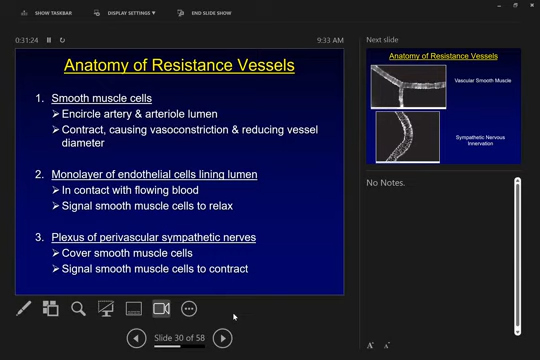 SHOW TASKBAR
DISPLAY SETTINGS ▾
END SLIDE SHOW
0:31:24
9:33 AM
Next slide
Anatomy of Resistance Vessels
1. Smooth muscle cells
➢ Encircle artery & arteriole lumen
➢ Contract, causing vasoconstriction & reducing vessel
diameter
2. Monolayer of endothelial cells lining lumen
➢ In contact with flowing blood
➢ Signal smooth muscle cells to relax
3. Plexus of perivascular sympathetic nerves
➢ Cover smooth muscle cells
➢ Signal smooth muscle cells to contract
Anatomy of Resistance Vessels
Vascular Smooth Muscle
Sympathetic Nervous
Innervation
No Notes.
Slide 30 of 58
A
A